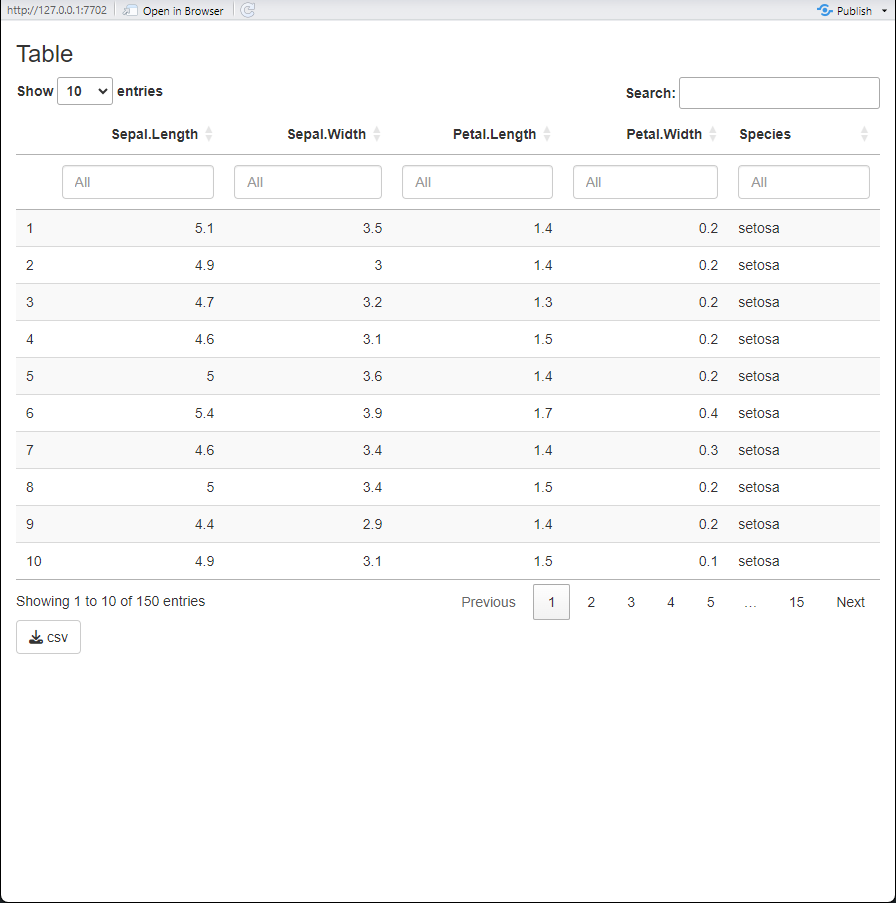 http://127.0.0.1:7702 Open in Browser Publish
Table
Show 10 entries Search:
Sepal.Length Sepal.Width Petal.Length Petal.Width Species
All All All All All
1 5.1 3.5 1.4 0.2 setosa
2 4.9 3 1.4 0.2 setosa
3 4.7 3.2 1.3 0.2 setosa
4 4.6 3.1 1.5 0.2 setosa
5 5 3.6 1.4 0.2 setosa
6 5.4 3.9 1.7 0.4 setosa
7 4.6 3.4 1.4 0.3 setosa
8 5 3.4 1.5 0.2 setosa
9 4.4 2.9 1.4 0.2 setosa
10 4.9 3.1 1.5 0.1 setosa
Showing 1 to 10 of 150 entries Previous 1 2 3 4 5 … 15 Next
csv